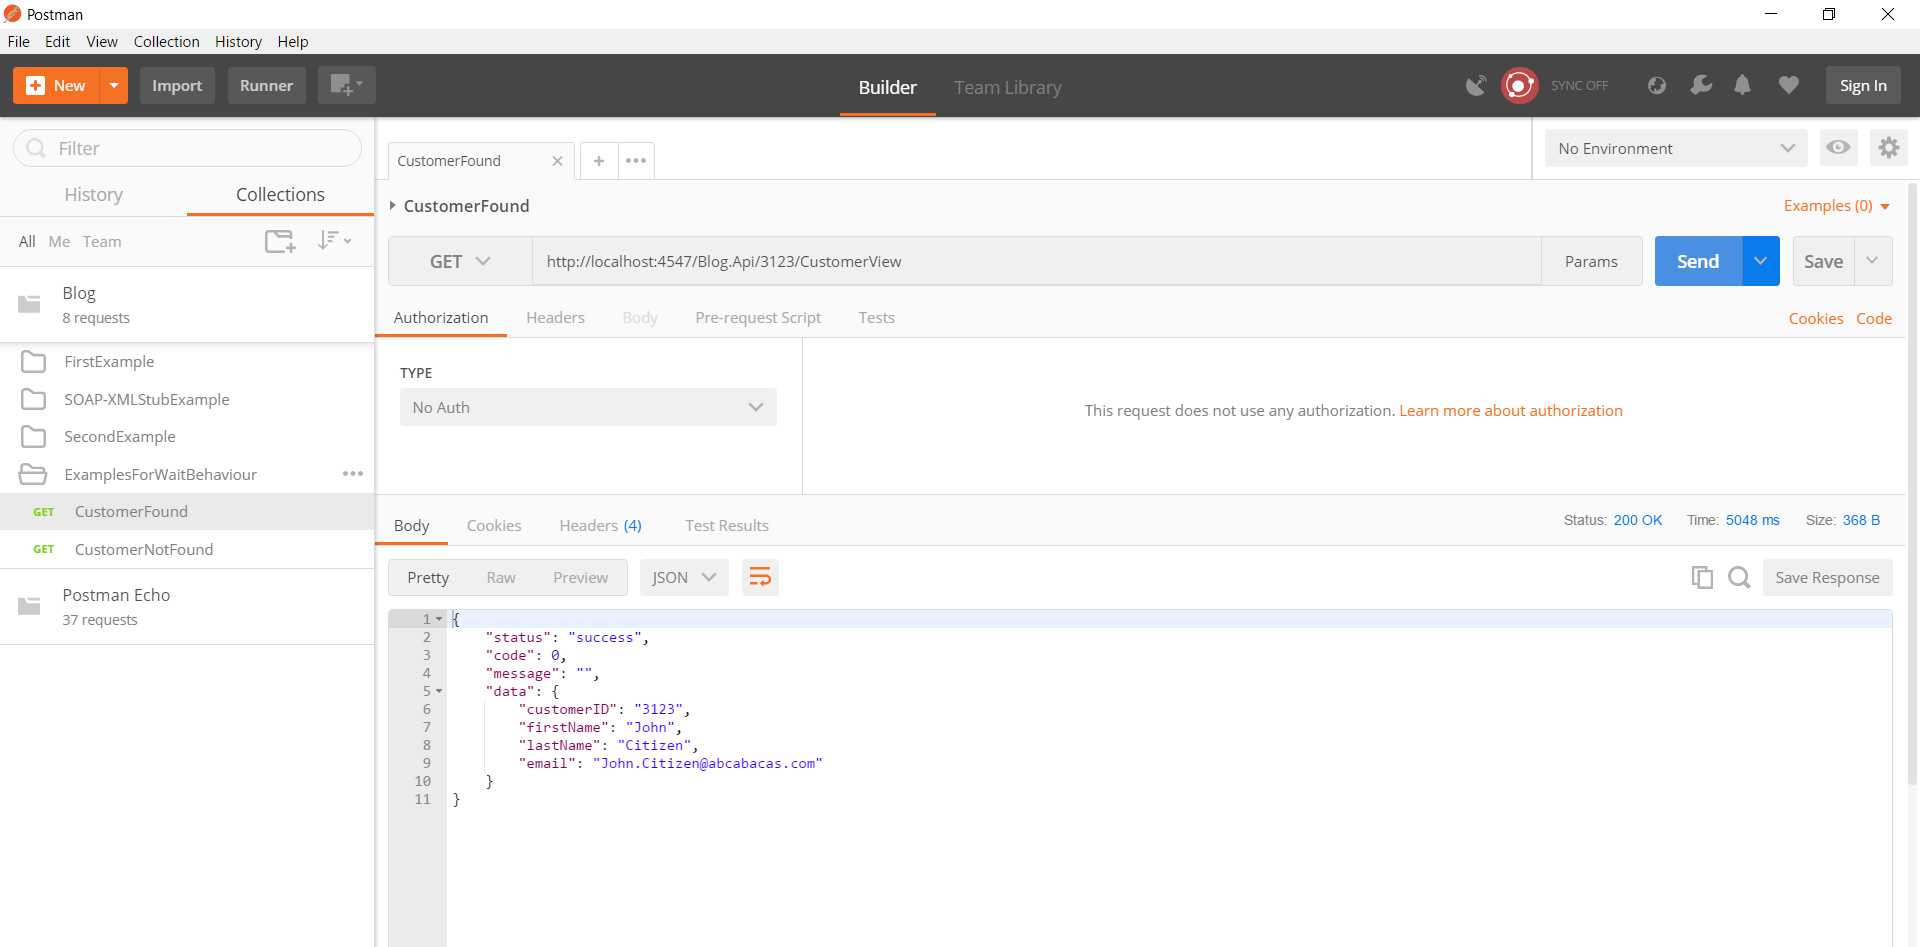 Postman
File Edit View Collection History Help
New Import Runner Builder Team Library SYNC OFF Sign In
Filter
History Collections
All Me Team
Blog
8 requests
FirstExample
SOAP-XMLStubExample
SecondExample
ExamplesForWaitBehaviour
GET CustomerFound
GET CustomerNotFound
Postman Echo
37 requests
CustomerFound
No Environment
CustomerFound
Examples (0)
GET http://localhost:4547/Blog.Api/3123/CustomerView Params Send Save
Authorization Headers Body Pre-request Script Tests Cookies Code
TYPE
No Auth
This request does not use any authorization. Learn more about authorization
Body Cookies Headers (4) Test Results Status: 200 OK Time: 5048 ms Size: 368 B
Pretty Raw Preview JSON Save Response
1 {
2 "status": "success",
3 "code": 0,
4 "message": "",
5 "data": {
6 "customerID": "3123",
7 "firstName": "John",
8 "lastName": "Citizen",
9 "email": "John.Citizen@abcabacas.com"
10 }
11 }